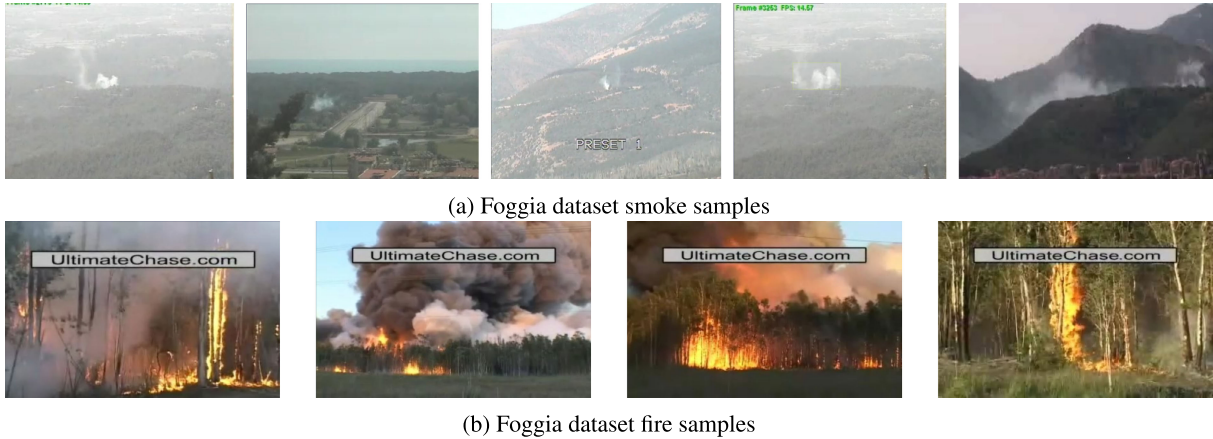 Frame #3253 FPS: 14.57
PRESET 1
(a) Foggia dataset smoke samples
UltimateChase.com
UltimateChase.com
UltimateChase.com
UltimateChase.com
(b) Foggia dataset fire samples